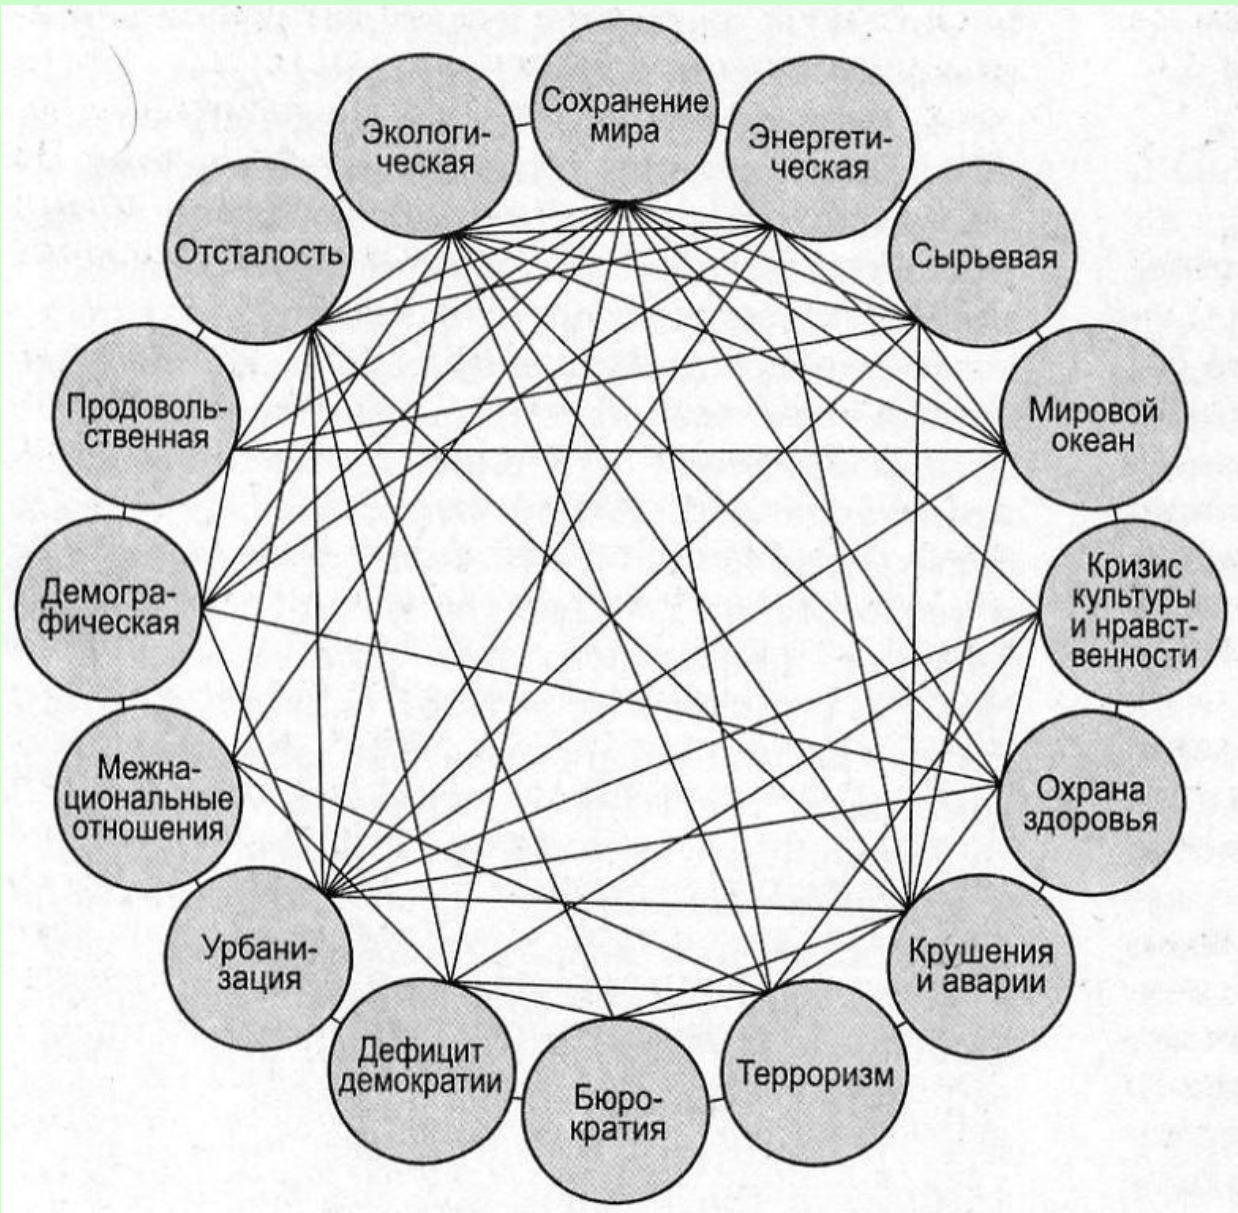 Сохранение
мира
Энергети-
ческая
Сырьевая
Мировой
океан
Кризис
культуры
и нравст-
венности
Охрана
здоровья
Крушения
и аварии
Терроризм
Бюро-
кратия
Дефицит
демократии
Урбани-
зация
Межна-
циональные
отношения
Демогра-
фическая
Продоволь-
ственная
Отсталость
Экологи-
ческая